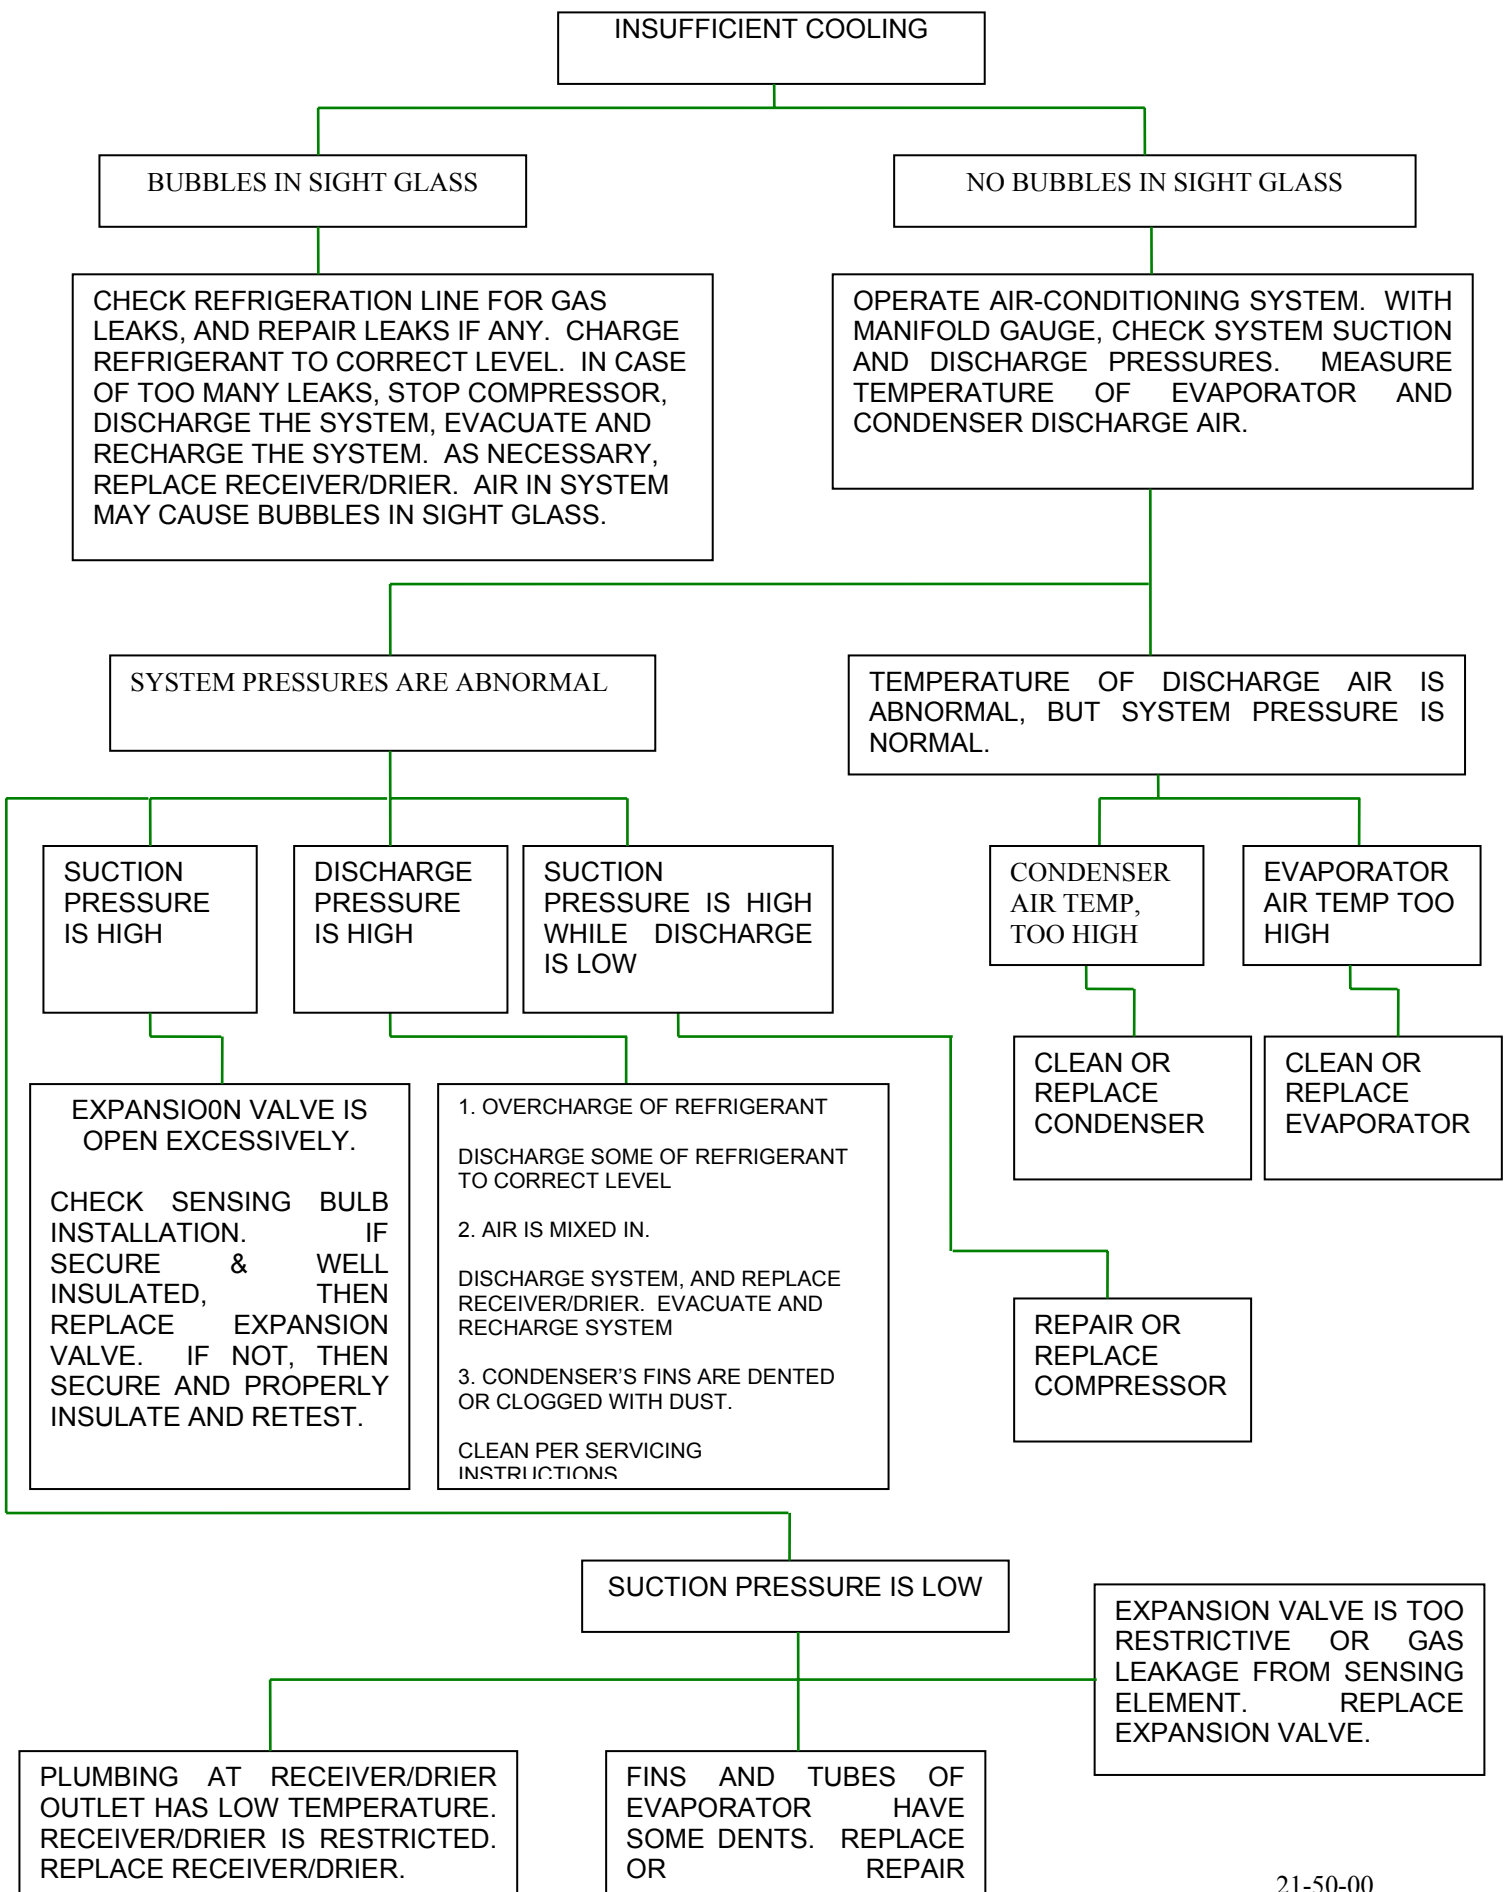 INSUFFICIENT COOLING
BUBBLES IN SIGHT GLASS
NO BUBBLES IN SIGHT GLASS
CHECK REFRIGERATION LINE FOR GAS
LEAKS, AND REPAIR LEAKS IF ANY. CHARGE
REFRIGERANT TO CORRECT LEVEL. IN CASE
OF TOO MANY LEAKS, STOP COMPRESSOR,
DISCHARGE THE SYSTEM, EVACUATE AND
RECHARGE THE SYSTEM. AS NECESSARY,
REPLACE RECEIVER/DRIER. AIR IN SYSTEM
MAY CAUSE BUBBLES IN SIGHT GLASS.
OPERATE AIR-CONDITIONING SYSTEM. WITH
MANIFOLD GAUGE, CHECK SYSTEM SUCTION
AND DISCHARGE PRESSURES. MEASURE
TEMPERATURE OF EVAPORATOR AND
CONDENSER DISCHARGE AIR.
SYSTEM PRESSURES ARE ABNORMAL
TEMPERATURE OF DISCHARGE AIR IS
ABNORMAL, BUT SYSTEM PRESSURE IS
NORMAL.
SUCTION
PRESSURE
IS HIGH
DISCHARGE
PRESSURE
IS HIGH
SUCTION
PRESSURE IS HIGH
WHILE DISCHARGE
IS LOW
CONDENSER
AIR TEMP,
TOO HIGH
EVAPORATOR
AIR TEMP TOO
HIGH
EXPANSIO0N VALVE IS
OPEN EXCESSIVELY.
CHECK SENSING BULB
INSTALLATION. IF
SECURE & WELL
INSULATED, THEN
REPLACE EXPANSION
VALVE. IF NOT, THEN
SECURE AND PROPERLY
INSULATE AND RETEST.
1. OVERCHARGE OF REFRIGERANT
DISCHARGE SOME OF REFRIGERANT
TO CORRECT LEVEL
2. AIR IS MIXED IN.
DISCHARGE SYSTEM, AND REPLACE
RECEIVER/DRIER. EVACUATE AND
RECHARGE SYSTEM
3. CONDENSER'S FINS ARE DENTED
OR CLOGGED WITH DUST.
CLEAN PER SERVICING
INSTRUCTIONS
CLEAN OR
REPLACE
CONDENSER
CLEAN OR
REPLACE
EVAPORATOR
REPAIR OR
REPLACE
COMPRESSOR
SUCTION PRESSURE IS LOW
EXPANSION VALVE IS TOO
RESTRICTIVE OR GAS
LEAKAGE FROM SENSING
ELEMENT. REPLACE
EXPANSION VALVE.
PLUMBING AT RECEIVER/DRIER
OUTLET HAS LOW TEMPERATURE.
RECEIVER/DRIER IS RESTRICTED.
REPLACE RECEIVER/DRIER.
FINS AND TUBES OF
EVAPORATOR HAVE
SOME DENTS. REPLACE
OR REPAIR
21-50-00